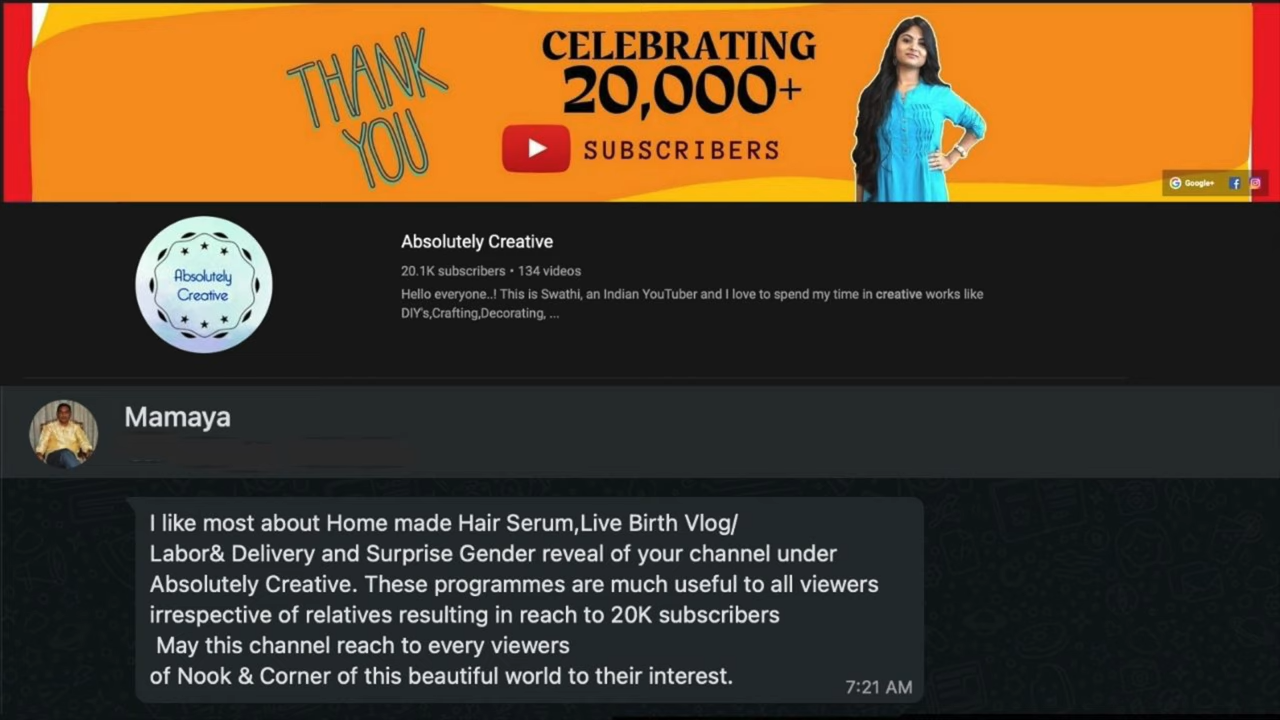 THANK
YOU
CELEBRATING
20,000+
SUBSCRIBERS
Google+
Absolutely
Creative
Absolutely Creative
20.1K subscribers • 134 videos
Hello everyone..! This is Swathi, an Indian YouTuber and I love to spend my time in creative works like
DIY's,Crafting,Decorating, ...
Mamaya
I like most about Home made Hair Serum,Live Birth Vlog/
Labor& Delivery and Surprise Gender reveal of your channel under
Absolutely Creative. These programmes are much useful to all viewers
irrespective of relatives resulting in reach to 20K subscribers
May this channel reach to every viewers
of Nook & Corner of this beautiful world to their interest.
7:21 AM